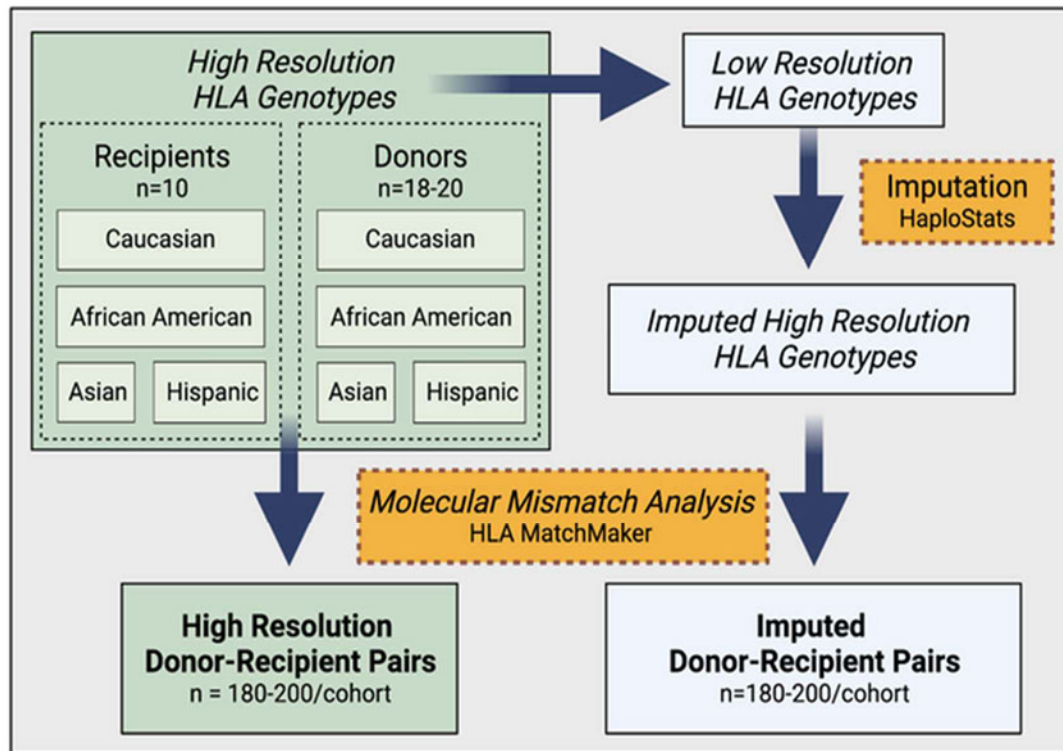 High Resolution
HLA Genotypes
Recipients
n=10
Caucasian
African American
Asian
Hispanic
Donors
n=18-20
Caucasian
African American
Asian
Hispanic
Low Resolution
HLA Genotypes
Imputation
HaploStats
Imputed High Resolution
HLA Genotypes
Molecular Mismatch Analysis
HLA MatchMaker
High Resolution
Donor-Recipient Pairs
n = 180-200/cohort
Imputed
Donor-Recipient Pairs
n=180-200/cohort